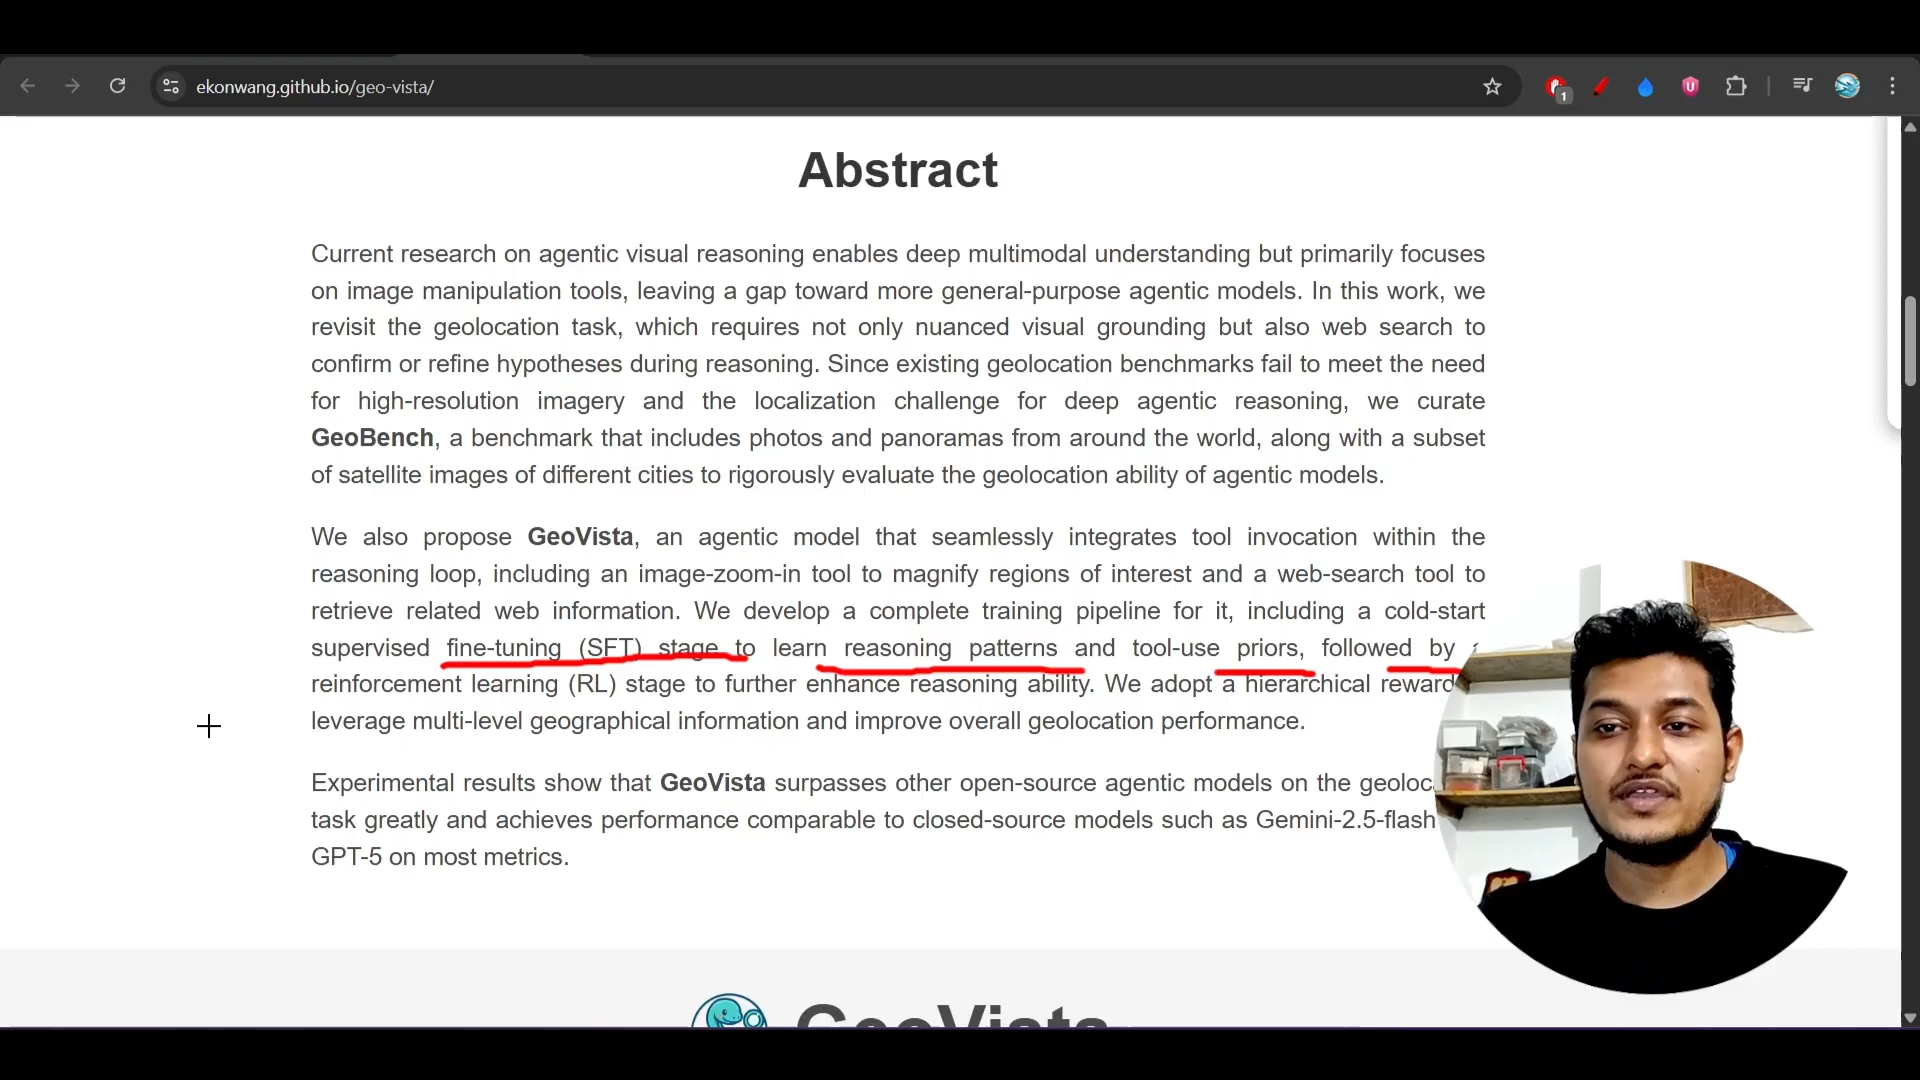 ekonwang.github.io/geo-vista/
1
Abstract
Current research on agentic visual reasoning enables deep multimodal understanding but primarily focuses
on image manipulation tools, leaving a gap toward more general-purpose agentic models. In this work, we
revisit the geolocation task, which requires not only nuanced visual grounding but also web search to
confirm or refine hypotheses during reasoning. Since existing geolocation benchmarks fail to meet the need
for high-resolution imagery and the localization challenge for deep agentic reasoning, we curate
GeoBench, a benchmark that includes photos and panoramas from around the world, along with a subset
of satellite images of different cities to rigorously evaluate the geolocation ability of agentic models.
We also propose GeoVista, an agentic model that seamlessly integrates tool invocation within the
reasoning loop, including an image-zoom-in tool to magnify regions of interest and a web-search tool to
retrieve related web information. We develop a complete training pipeline for it, including a cold-start
supervised fine-tuning (SFT) stage to learn reasoning patterns and tool-use priors, followed by
reinforcement learning (RL) stage to further enhance reasoning ability. We adopt a hierarchical reward
leverage multi-level geographical information and improve overall geolocation performance.
Experimental results show that GeoVista surpasses other open-source agentic models on the
task greatly and achieves performance comparable to closed-source models such as Gemini-2.5-flash
GPT-5 on most metrics.
GeoVista